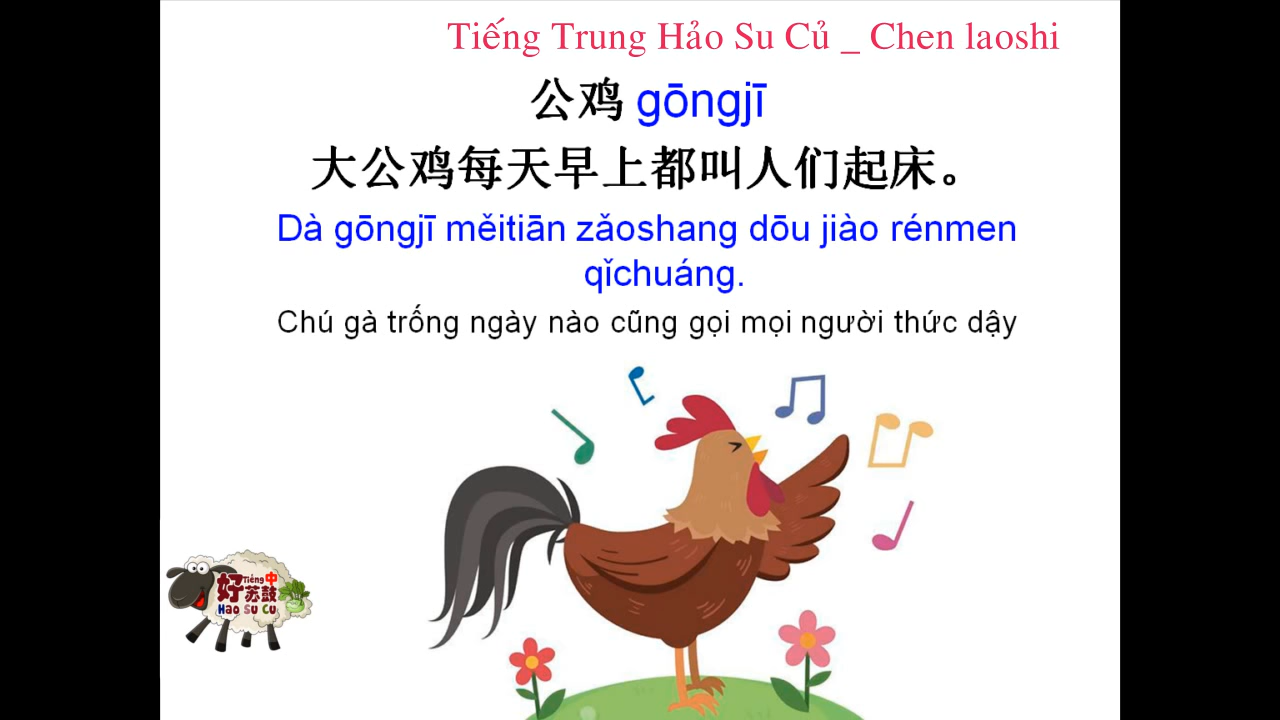 Tiếng Trung Hảo Su Củ _ Chen laoshi
公鸡 gōngjī
大公鸡每天早上都叫人们起床。
Dà gōngjī měitiān zǎoshang dōu jiào rénmen
qǐchuáng.
Chú gà trống ngày nào cũng gọi mọi người thức dậy
好 Tiếng 中
苏鼓
Hao Su Cu